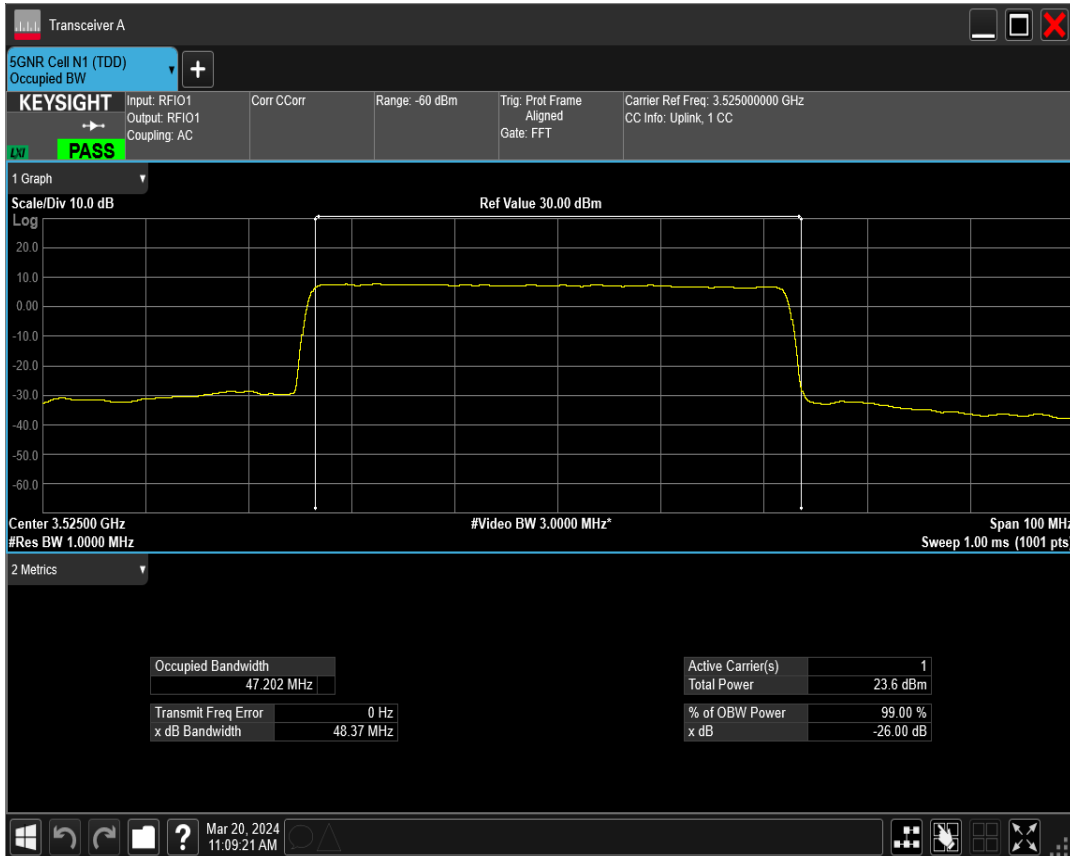 Transceiver A
5GNR Cell N1 (TDD)
Occupied BW
+
KEYSIGHT
LXI
PASS
Input: RFIO1
Output: RFIO1
Coupling: AC
Corr CCorr
Range: -60 dBm
Trig: Prot Frame
Aligned
Gate: FFT
Carrier Ref Freq: 3.525000000 GHz
CC Info: Uplink, 1 CC
1 Graph
Scale/Div 10.0 dB
Ref Value 30.00 dBm
Log
20.0
10.0
0.00
-10.0
-20.0
-30.0
-40.0
-50.0
-60.0
Center 3.52500 GHz
#Video BW 3.0000 MHz*
Span 100 MHz
#Res BW 1.0000 MHz
Sweep 1.00 ms (1001 pts)
2 Metrics
Occupied Bandwidth
47.202 MHz
Transmit Freq Error 0 Hz
x dB Bandwidth 48.37 MHz
Active Carrier(s) 1
Total Power 23.6 dBm
% of OBW Power 99.00 %
x dB -26.00 dB
?
Mar 20, 2024
11:09:21 AM